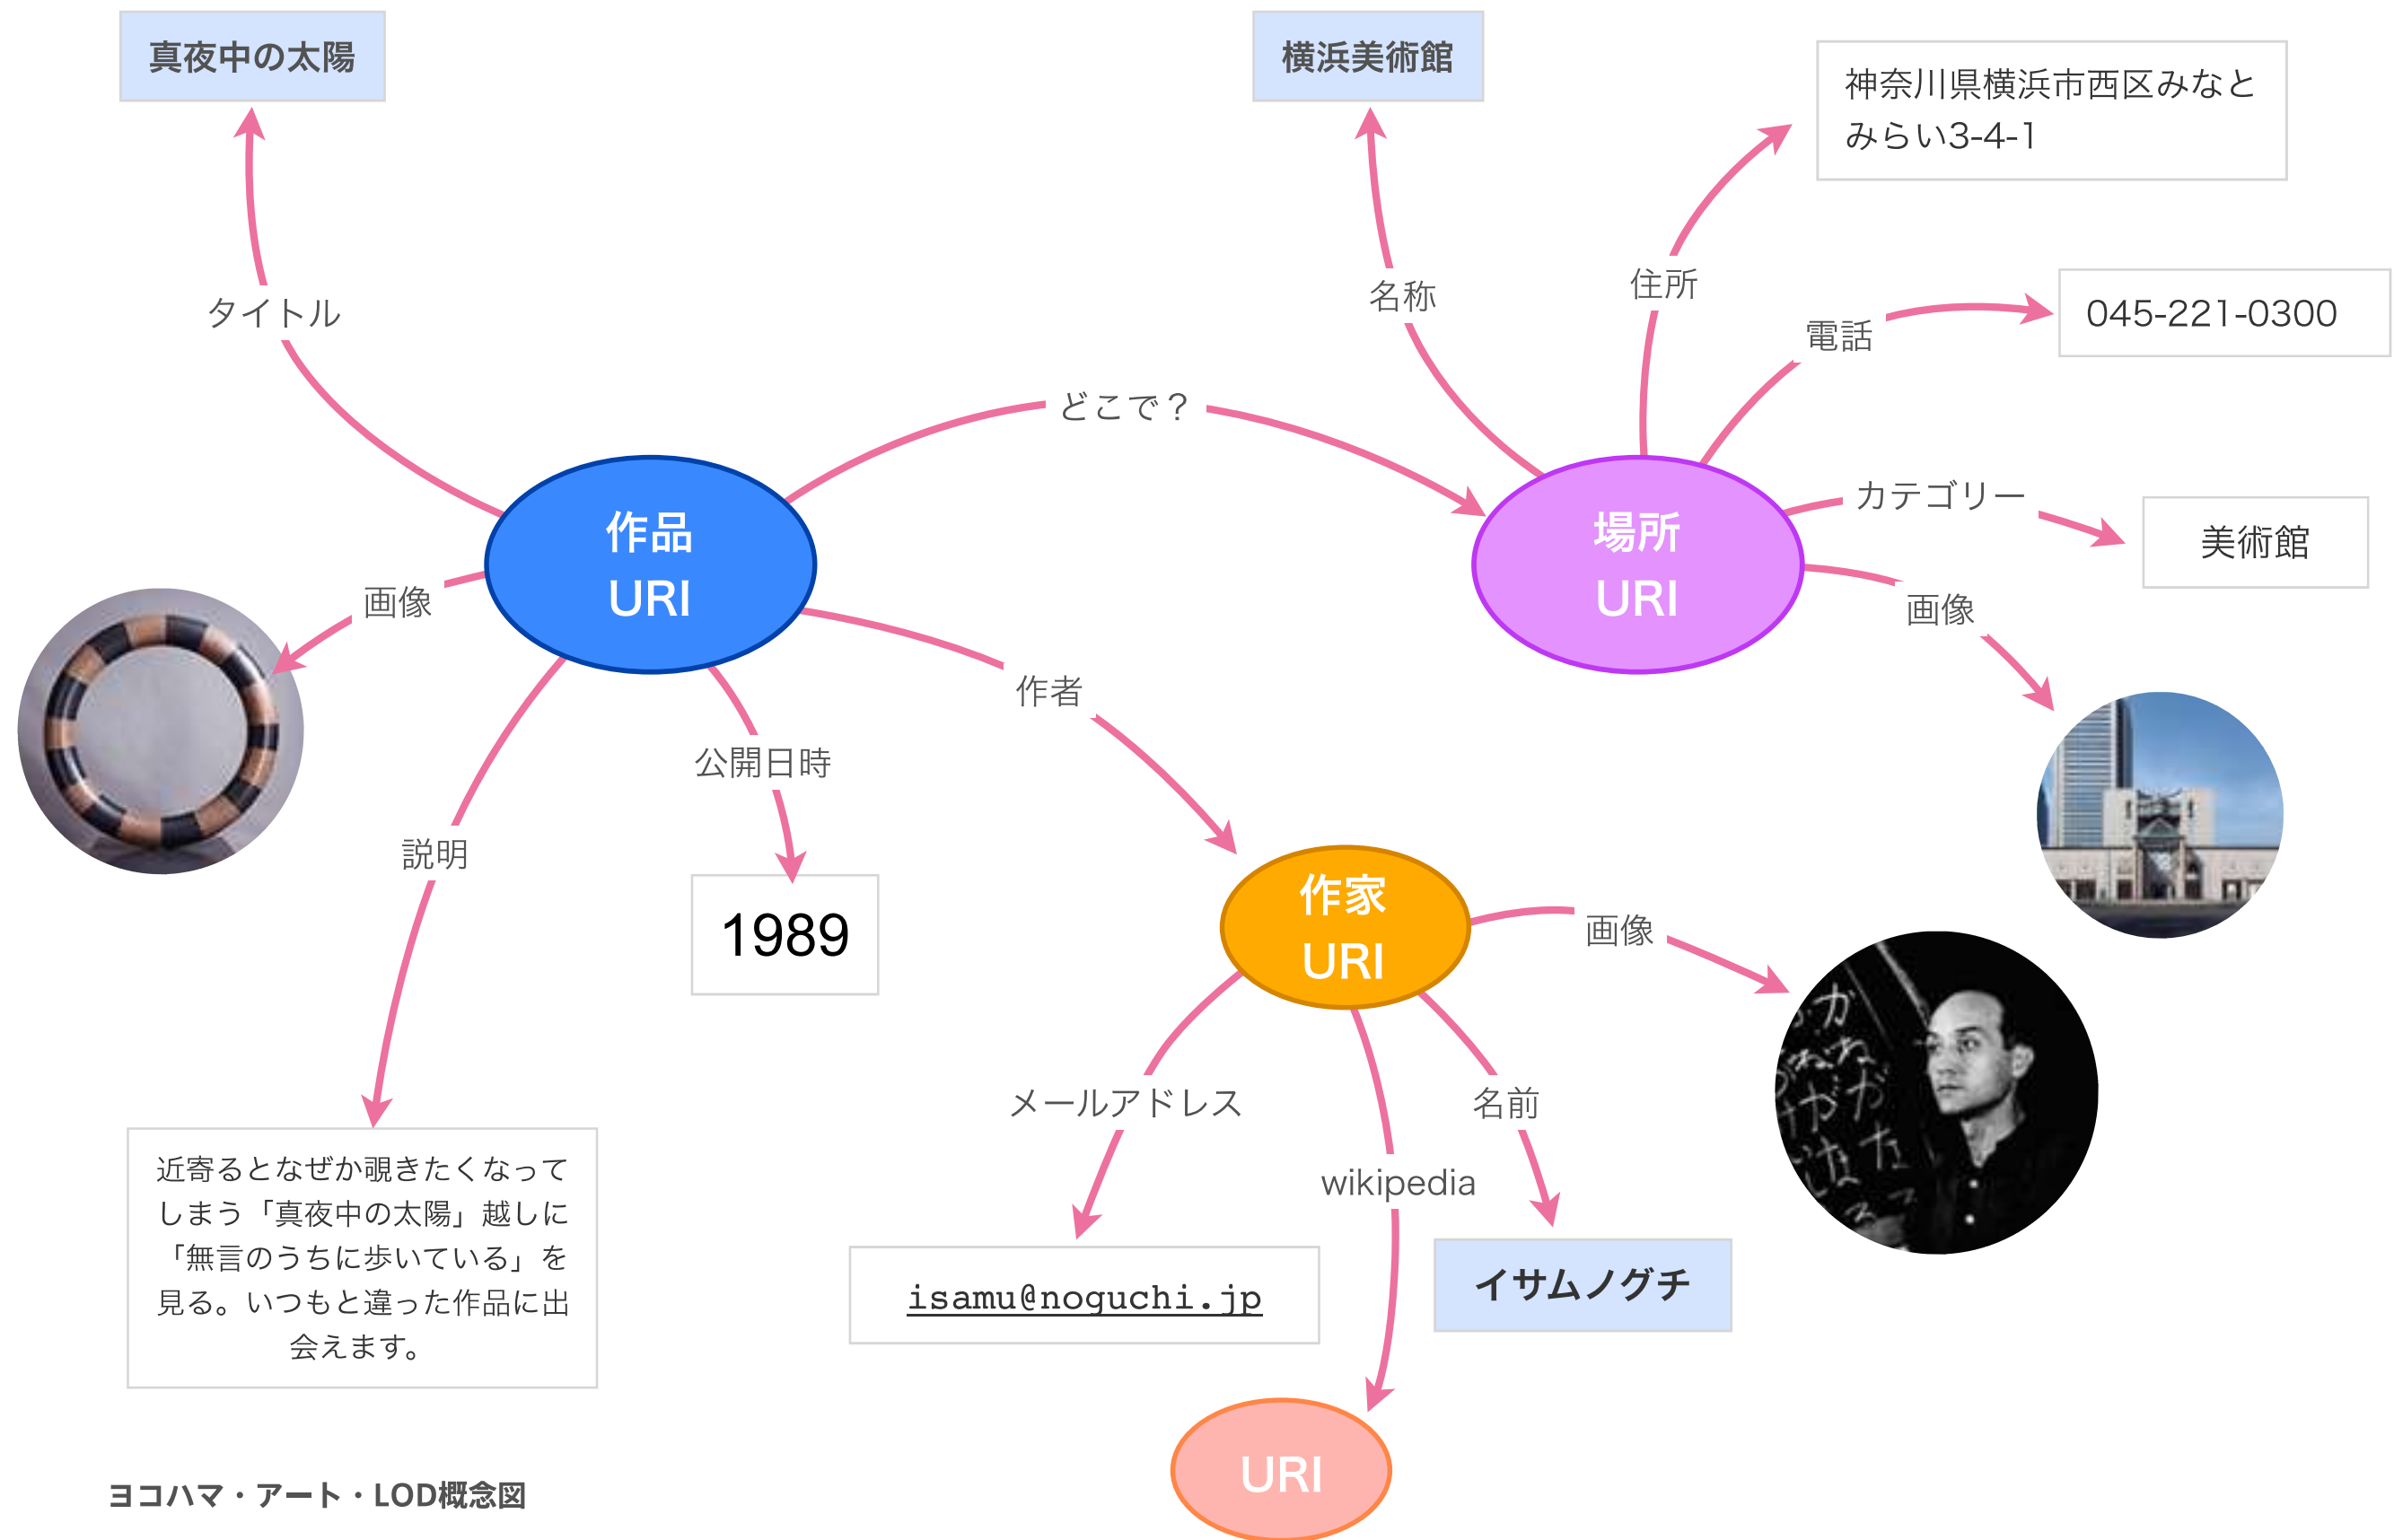 真夜中の太陽
横浜美術館
神奈川県横浜市西区みなと
みらい3-4-1
タイトル
名称
住所
電話
045-221-0300
どこで？
カテゴリー
美術館
作品
URI
場所
URI
画像
画像
作者
公開日時
説明
1989
作家
URI
画像
メールアドレス
名前
wikipedia
近寄るとなぜか覗きたくなって
しまう「真夜中の太陽」越しに
「無言のうちに歩いている」を
見る。いつもと違った作品に出
会えます。
isamu@noguchi.jp
イサムノグチ
URI
ヨコハマ・アート・LOD概念図